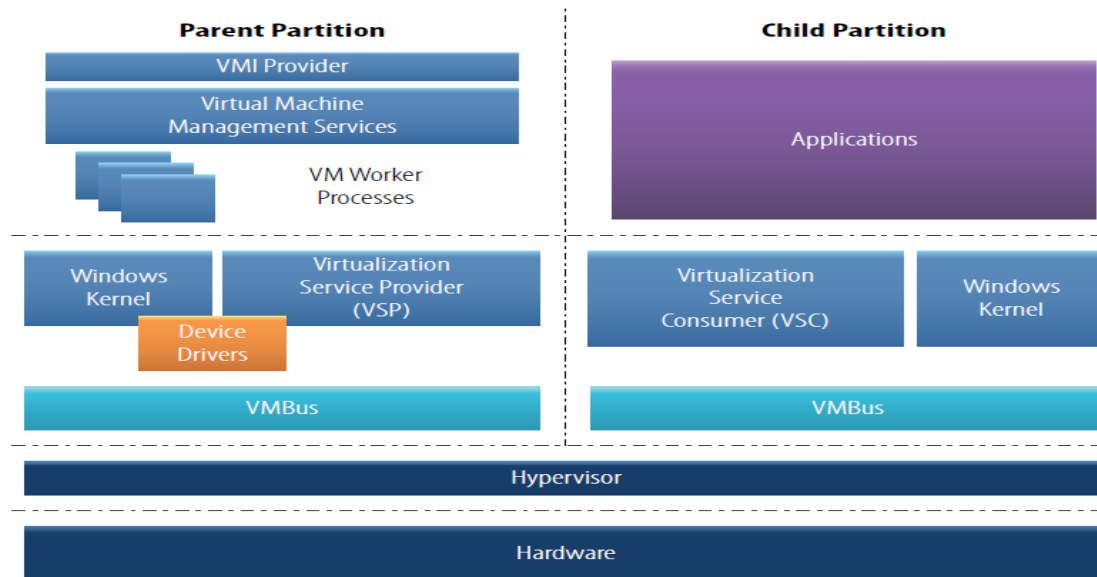 Parent Partition
Child Partition
VMI Provider
Virtual Machine
Management Services
VM Worker
Processes
Applications
Windows
Kernel
Virtualization
Service Provider
(VSP)
Device
Drivers
Virtualization
Service
Consumer (VSC)
Windows
Kernel
VMBus
VMBus
Hypervisor
Hardware